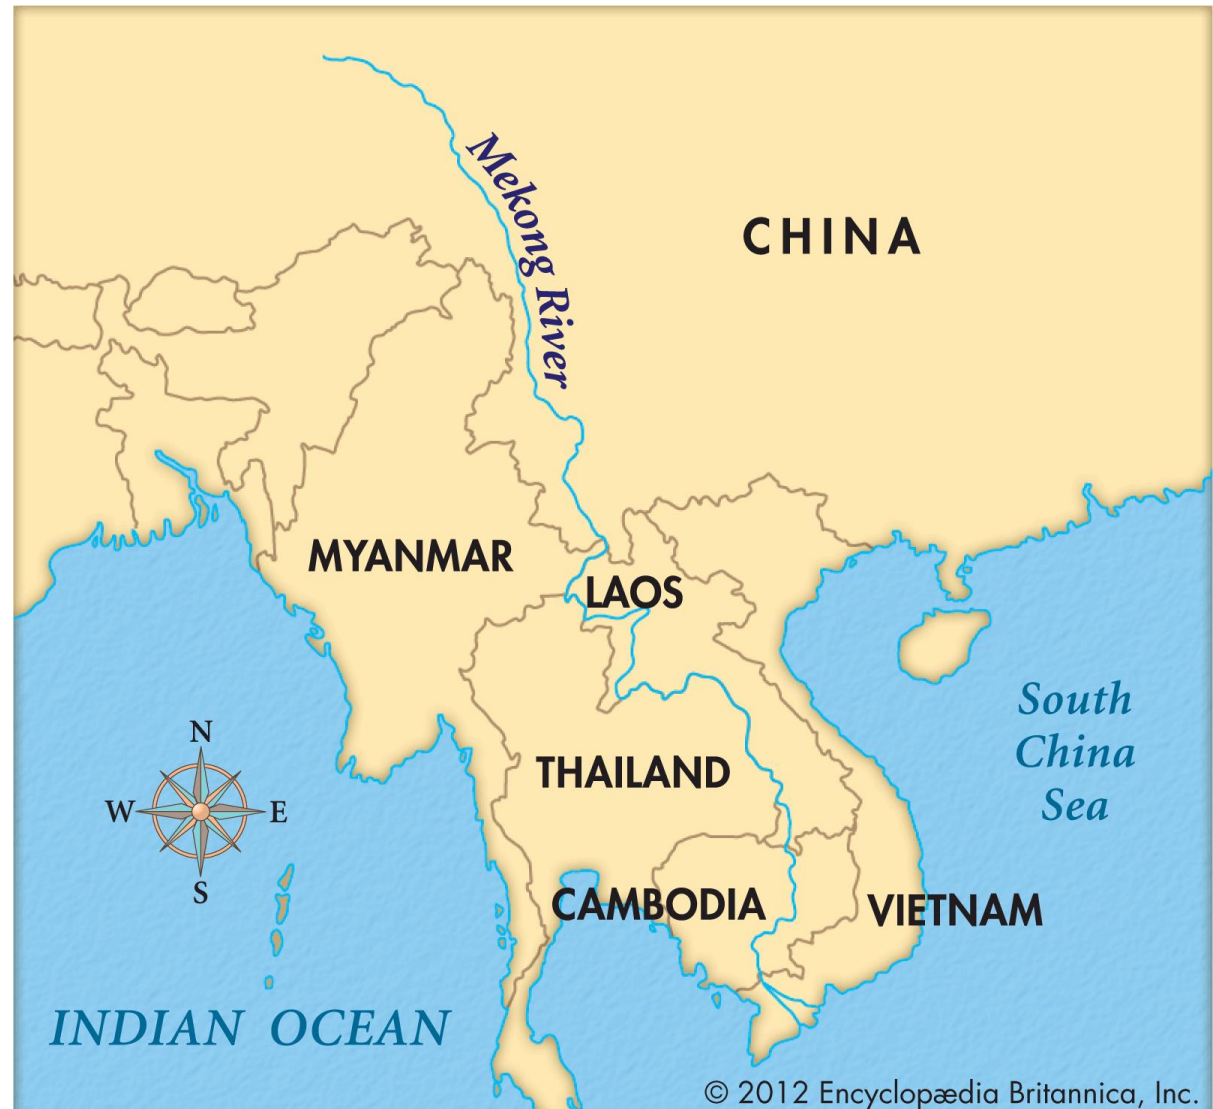 Mekong River
CHINA
MYANMAR
LAOS
South
China
Sea
N
W
E
S
THAILAND
CAMBODIA
VIETNAM
INDIAN OCEAN
© 2012 Encyclopædia Britannica, Inc.